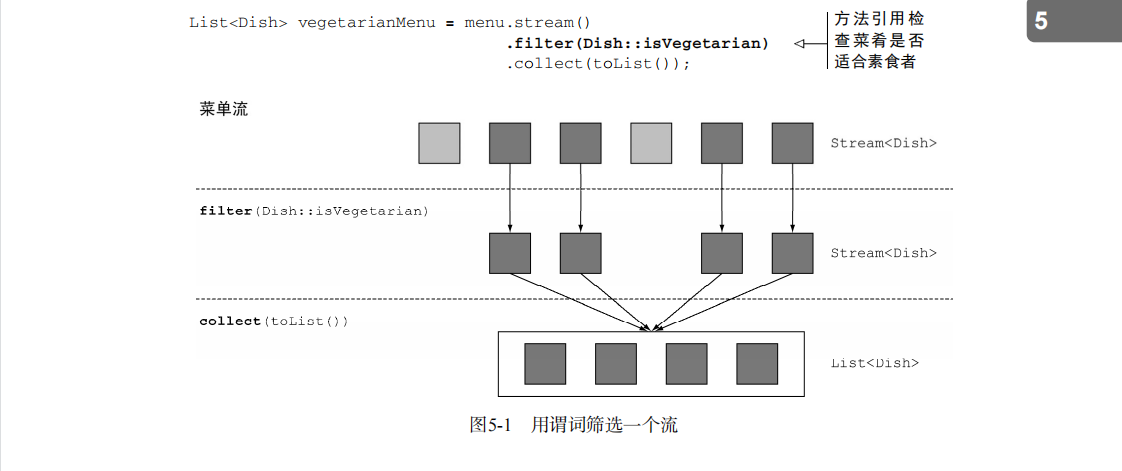 5
List<Dish> vegetarianMenu = menu.stream()
.filter(Dish::isVegetarian)
.collect(toList());
方法引用检
查菜肴是否
适合素食者
菜单流
Stream<Dish>
filter(Dish::isVegetarian)
Stream<Dish>
collect(toList())
List<Dish>
图5-1 用谓词筛选一个流